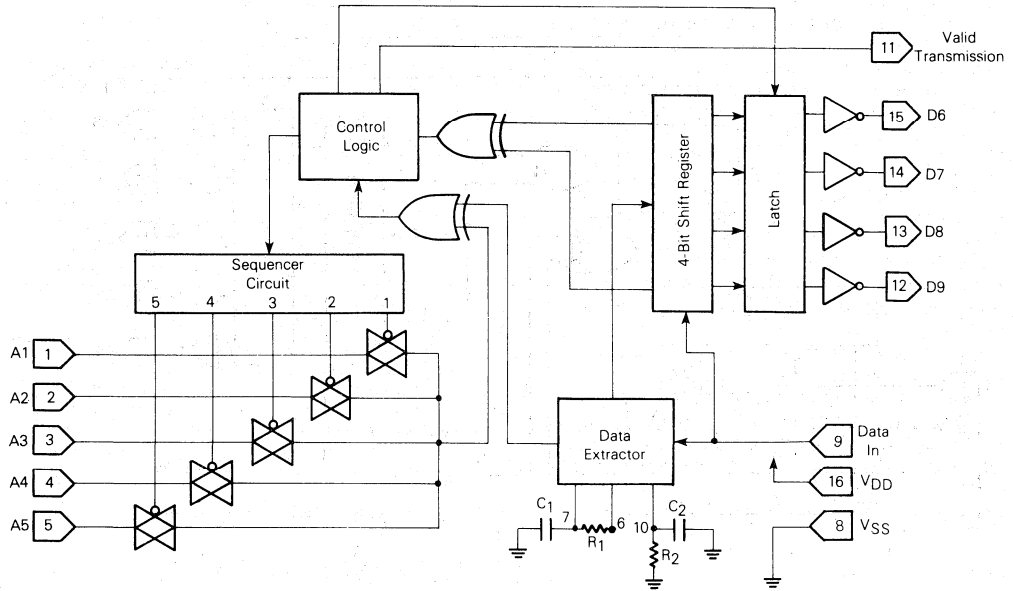 Valid
11
Transmission
Control
Logic
4-Bit Shift Register
Latch
15 D6
14 D7
13 D8
12 D9
Sequencer
Circuit
5 4 3 2 1
A1 1
A2 2
A3 3
A4 4
A5 5
Data
Extractor
9 Data
In
16 VDD
8 VSS
C1 7 R1 6 10 C2
R2